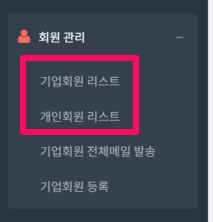 회원 관리
기업회원 리스트
개인회원 리스트
기업회원 전체메일 발송
기업회원 등록